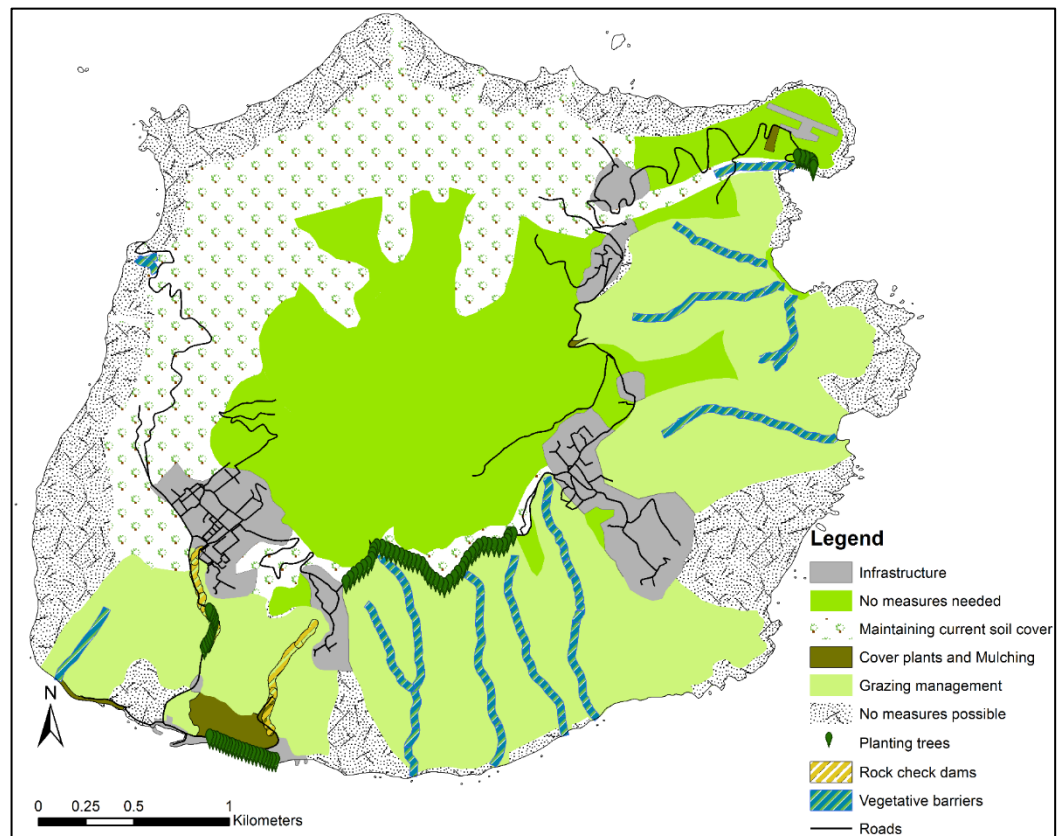 Legend
Infrastructure
No measures needed
Maintaining current soil cover
Cover plants and Mulching
Grazing management
No measures possible
Planting trees
Rock check dams
Vegetative barriers
Roads
N
0 0.25 0.5 1
Kilometers